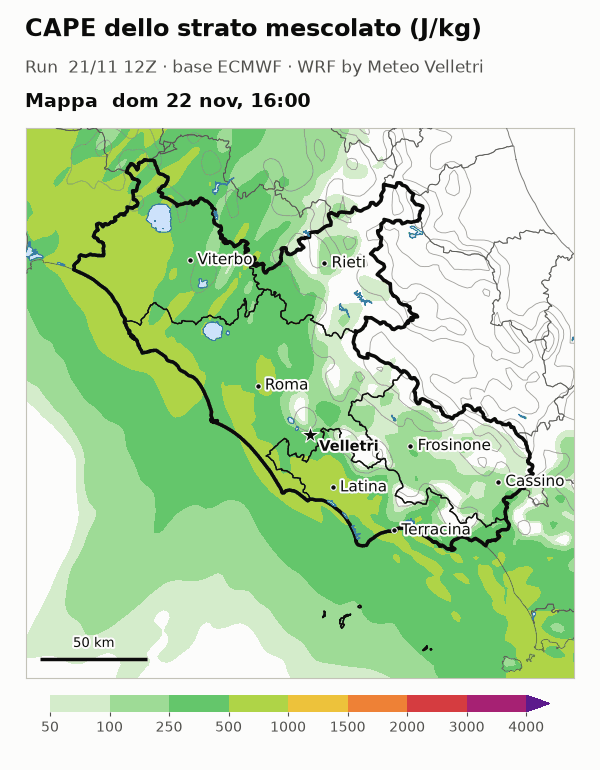 CAPE dello strato mescolato (J/kg)
Run  21/11 12Z · base ECMWF · WRF by Meteo Velletri
Mappa  dom 22 nov, 16:00
Viterbo
Rieti
Roma
Velletri
Frosinone
Cassino
Latina
Terracina
50 km
50 100 250 500 1000 1500 2000 3000 4000